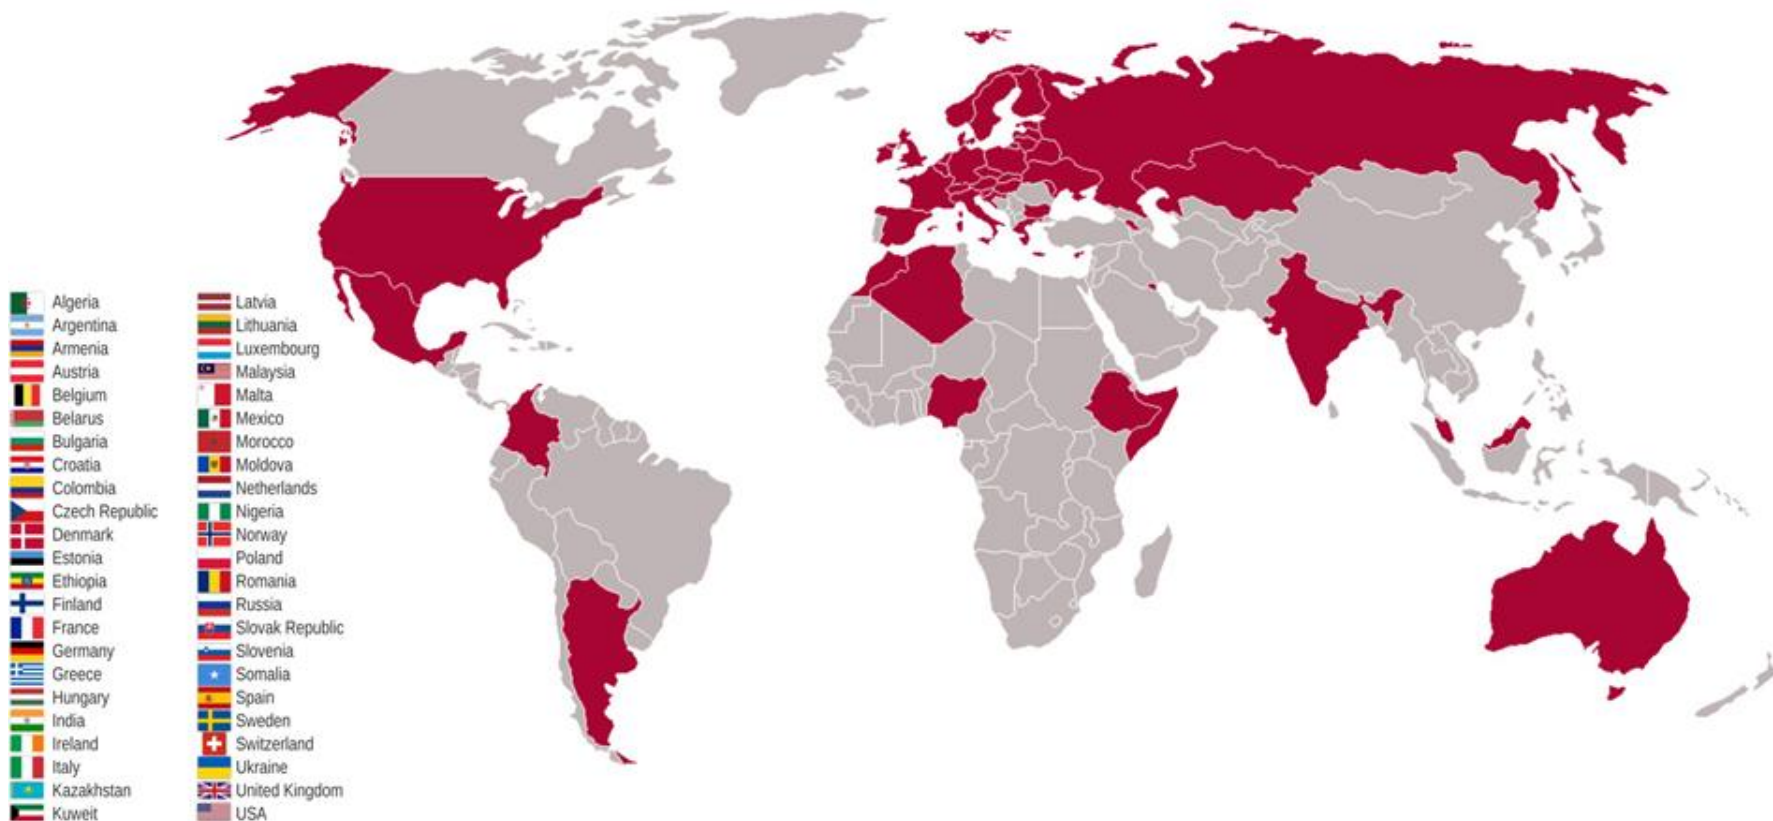 Algeria
Argentina
Armenia
Austria
Belgium
Belarus
Bulgaria
Croatia
Colombia
Czech Republic
Denmark
Estonia
Ethiopia
Finland
France
Germany
Greece
Hungary
India
Ireland
Italy
Kazakhstan
Kuweit
Latvia
Lithuania
Luxembourg
Malaysia
Malta
Mexico
Morocco
Moldova
Netherlands
Nigeria
Norway
Poland
Romania
Russia
Slovak Republic
Slovenia
Somalia
Spain
Sweden
Switzerland
Ukraine
United Kingdom
USA